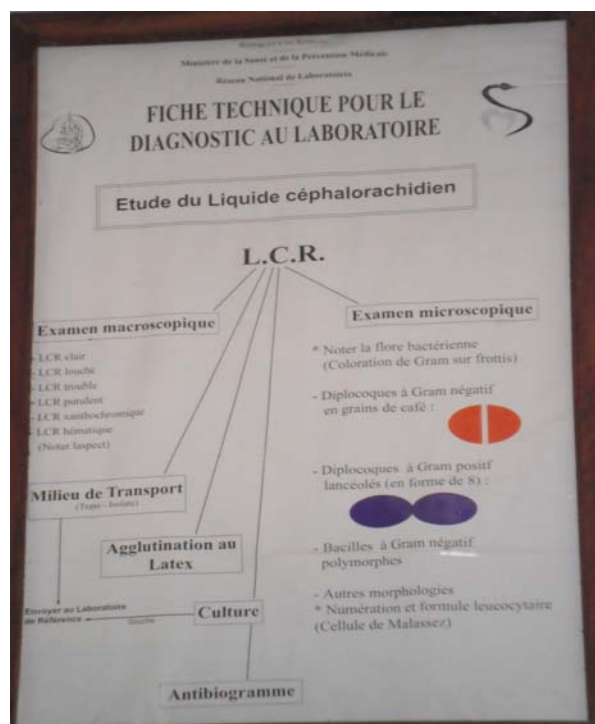 Ministère de la Santé et de la Prévention Médicale
Réseau National de Laboratoires
FICHE TECHNIQUE POUR LE
DIAGNOSTIC AU LABORATOIRE
Etude du Liquide céphalorachidien
L.C.R.
Examen macroscopique
- LCR clair
- LCR louche
- LCR trouble
- LCR purulent
- LCR xanthochromique
- LCR hématique
(Noter laspect)
Examen microscopique
* Noter la flore bactérienne
(Coloration de Gram sur frottis)
- Diplocoques à Gram négatif
en grains de café :
- Diplocoques à Gram positif
lancéolés (en forme de 8) :
- Bacilles à Gram négatif
polymorphes
- Autres morphologies
* Numération et formule leucocytaire
(Cellule de Malassez)
Milieu de Transport
Agglutination au
Latex
Envoyer au Laboratoire
de Référence
Souche
Culture
Antibiogramme